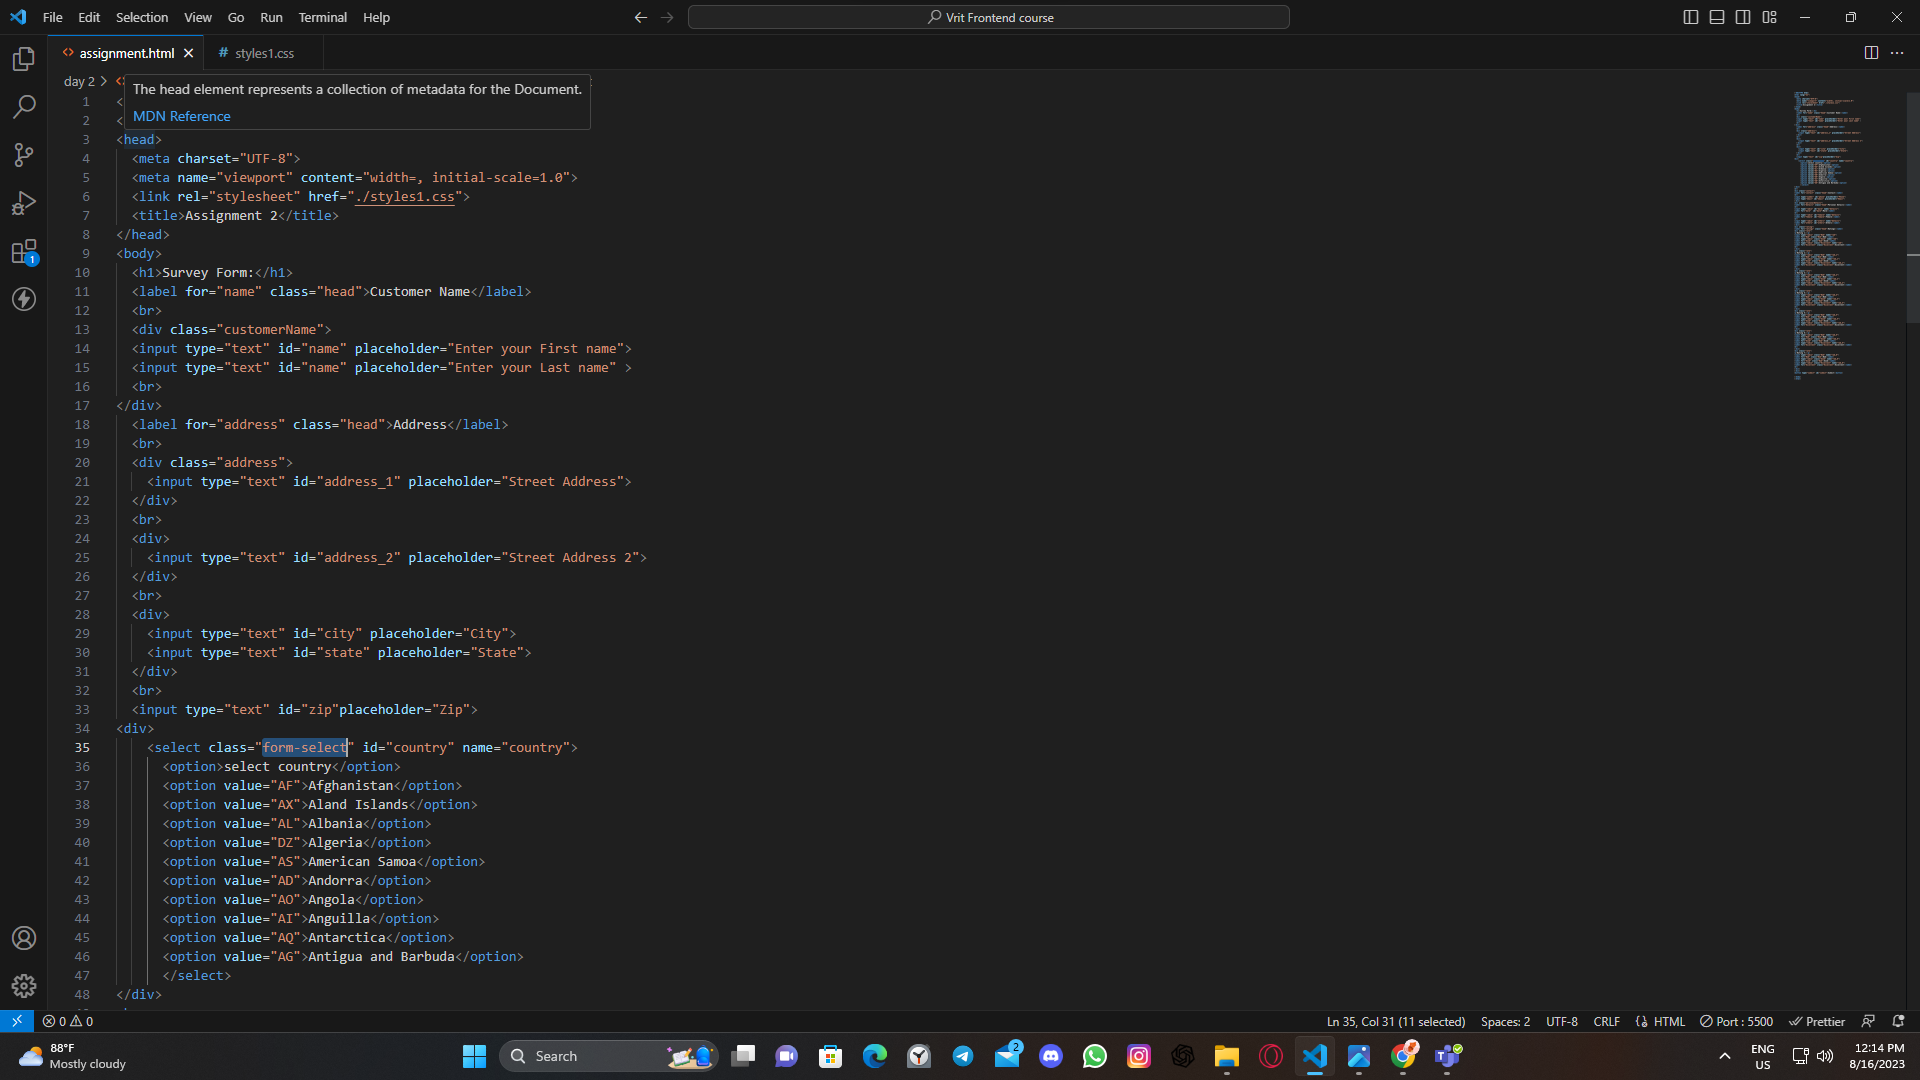 File Edit Selection View Go Run Terminal Help
Vrit Frontend course
assignment.html
# styles1.css
day 2
The head element represents a collection of metadata for the Document.
MDN Reference
1 <
2 <
3 <head>
4 <meta charset="UTF-8">
5 <meta name="viewport" content="width=, initial-scale=1.0">
6 <link rel="stylesheet" href="./styles1.css">
7 <title>Assignment 2</title>
8 </head>
9 <body>
10 <h1>Survey Form:</h1>
11 <label for="name" class="head">Customer Name</label>
12 <br>
13 <div class="customerName">
14 <input type="text" id="name" placeholder="Enter your First name">
15 <input type="text" id="name" placeholder="Enter your Last name" >
16 <br>
17 </div>
18 <label for="address" class="head">Address</label>
19 <br>
20 <div class="address">
21 <input type="text" id="address_1" placeholder="Street Address">
22 </div>
23 <br>
24 <div>
25 <input type="text" id="address_2" placeholder="Street Address 2">
26 </div>
27 <br>
28 <div>
29 <input type="text" id="city" placeholder="City">
30 <input type="text" id="state" placeholder="State">
31 </div>
32 <br>
33 <input type="text" id="zip"placeholder="Zip">
34 <div>
35 <select class="form-select" id="country" name="country">
36 <option>select country</option>
37 <option value="AF">Afghanistan</option>
38 <option value="AX">Aland Islands</option>
39 <option value="AL">Albania</option>
40 <option value="DZ">Algeria</option>
41 <option value="AS">American Samoa</option>
42 <option value="AD">Andorra</option>
43 <option value="AO">Angola</option>
44 <option value="AI">Anguilla</option>
45 <option value="AQ">Antarctica</option>
46 <option value="AG">Antigua and Barbuda</option>
47 </select>
48 </div>
1
0 0
Ln 35, Col 31 (11 selected) Spaces: 2 UTF-8 CRLF HTML Port : 5500 Prettier
88°F
Mostly cloudy
Search
2
ENG
US
12:14 PM
8/16/2023